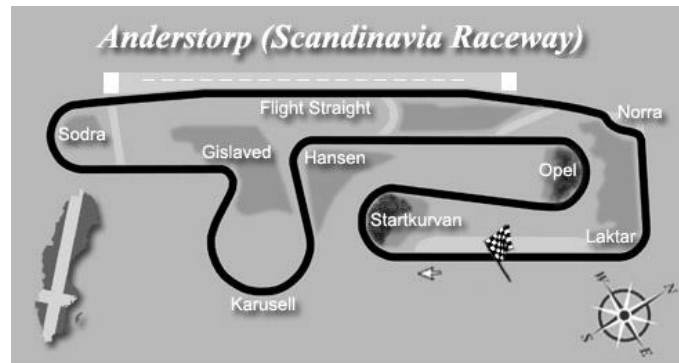 Anderstorp (Scandinavia Raceway)
Flight Straight
Norra
Sodra
Gislaved
Hansen
Opel
Startkurvan
Laktar
Karusell
W
N
S
E